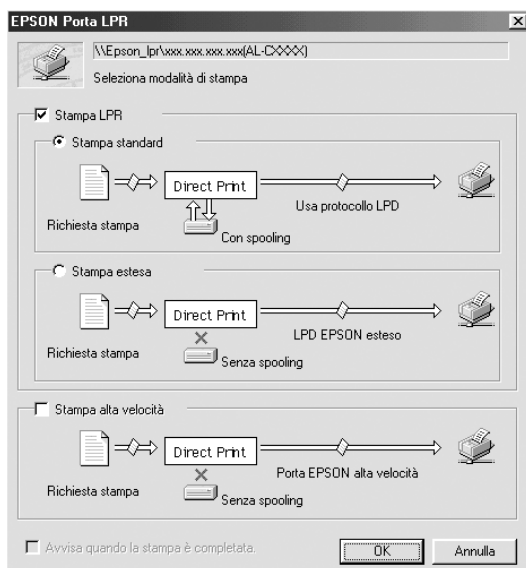 EPSON Porta LPR
\\Epson_lpr\xxx.xxx.xxx.xxx(AL-CXXXX)
Seleziona modalità di stampa
Stampa LPR
Stampa standard
Direct Print
Usa protocollo LPD
Richiesta stampa
Con spooling
Stampa estesa
Direct Print
LPD EPSON esteso
Richiesta stampa
Senza spooling
Stampa alta velocità
Direct Print
Porta EPSON alta velocità
Richiesta stampa
Senza spooling
Avvisa quando la stampa è completata.
OK
Annulla